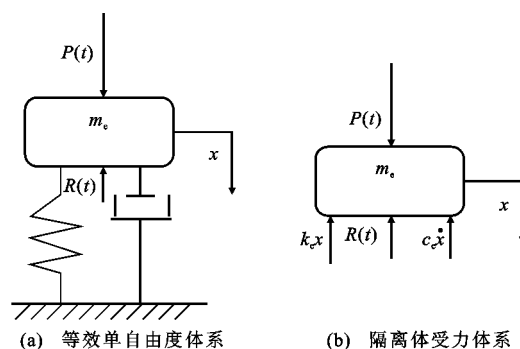 P(t)
mₑ
x
R(t)
(a) 等效单自由度体系
P(t)
mₑ
x
kₑx
R(t)
cₑẋ
(b) 隔离体受力体系